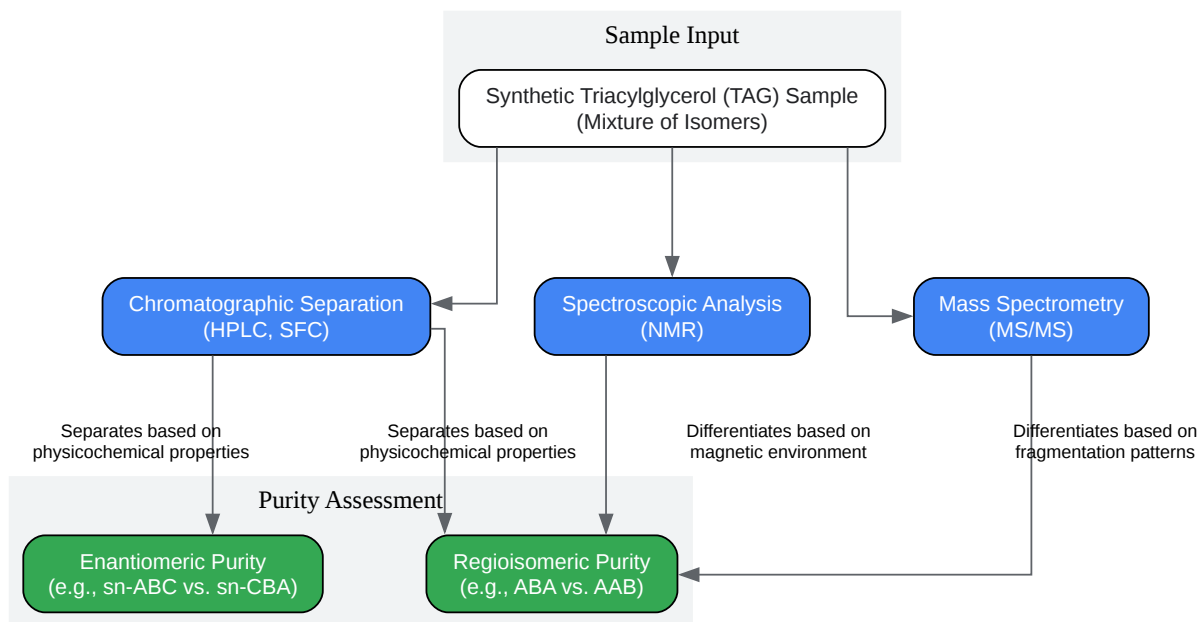 Sample Input
Synthetic Triacylglycerol (TAG) Sample
(Mixture of Isomers)
Chromatographic Separation
(HPLC, SFC)
Spectroscopic Analysis
(NMR)
Mass Spectrometry
(MS/MS)
Separates based on
physicochemical properties
Separates based on
physicochemical properties
Differentiates based on
magnetic environment
Differentiates based on
fragmentation patterns
Purity Assessment
Enantiomeric Purity
(e.g., sn-ABC vs. sn-CBA)
Regioisomeric Purity
(e.g., ABA vs. AAB)